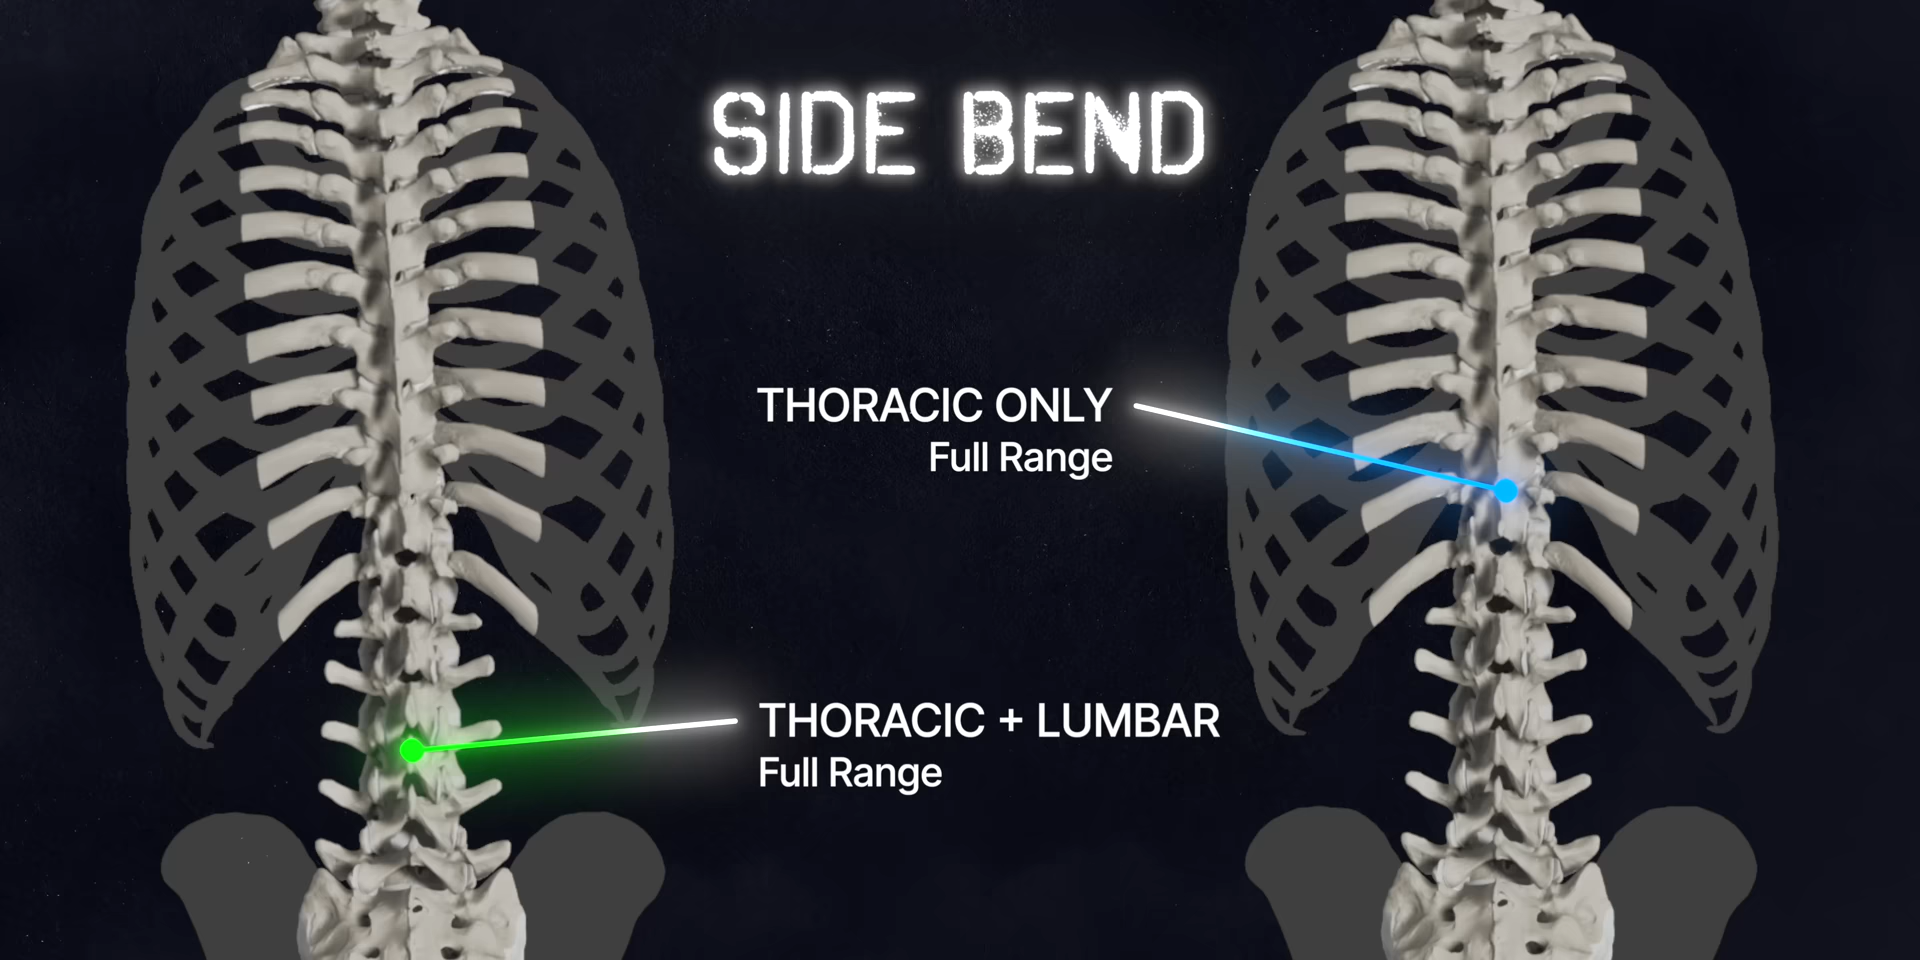 SIDE BEND
THORACIC ONLY
Full Range
THORACIC + LUMBAR
Full Range